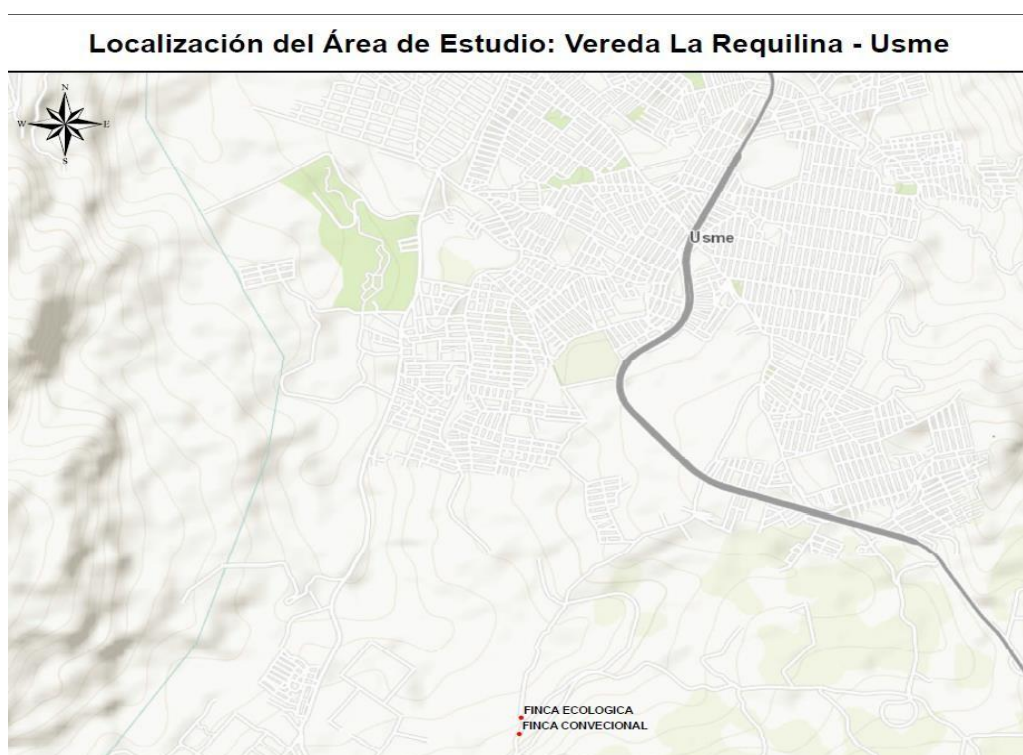 Localización del Área de Estudio: Vereda La Requilina - Usme
N
W E
S
Usme
FINCA ECOLOGICA
FINCA CONVECIONAL